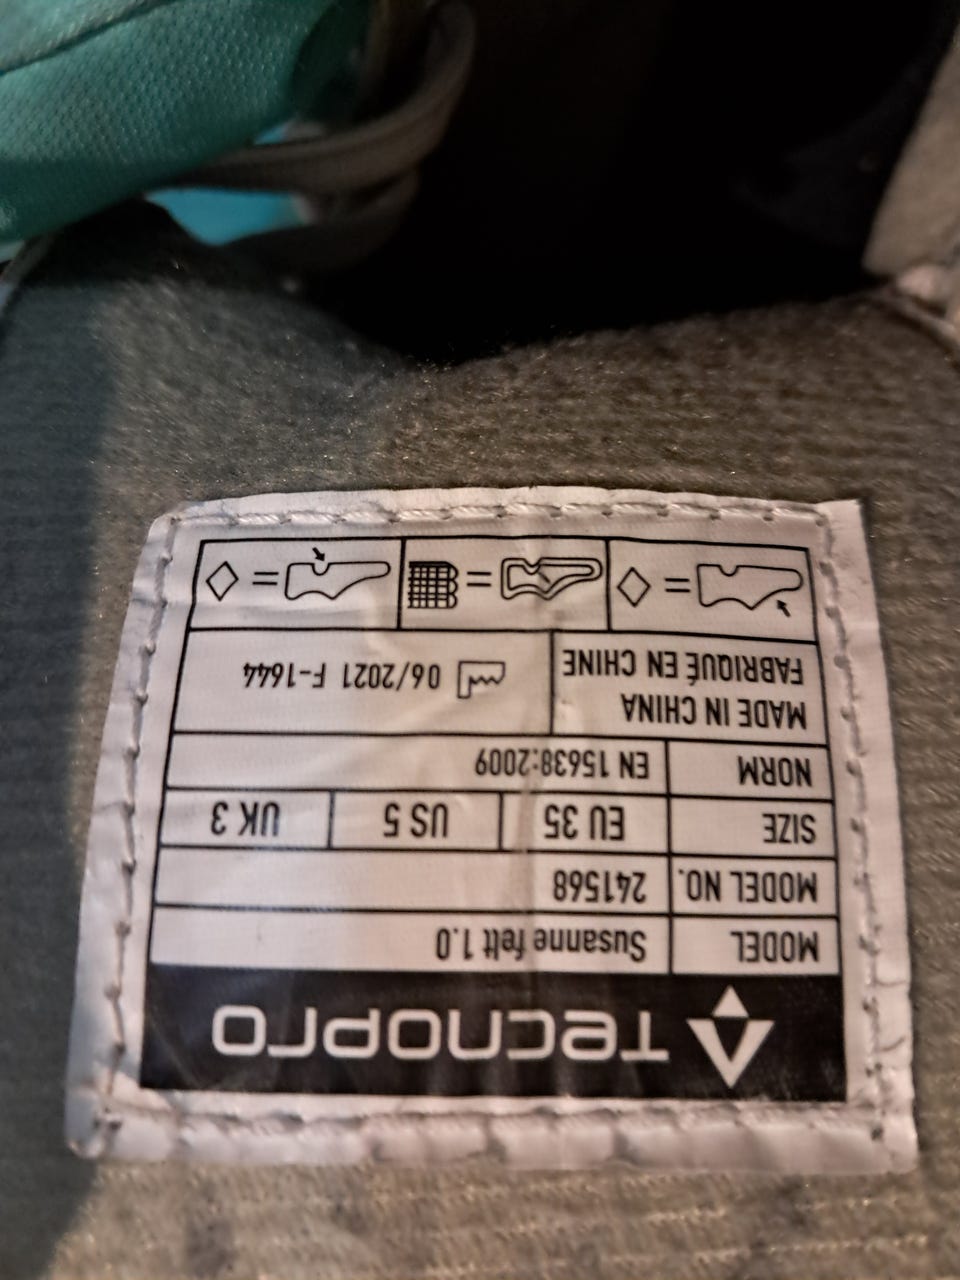 TECNOPRO
MODEL Susanne felt 1.0
MODEL NO. 241568
SIZE EU 35 US 5 UK 3
NORM EN 15638:2009
MADE IN CHINA
FABRIQUÉ EN CHINE
06/2021 F-1644